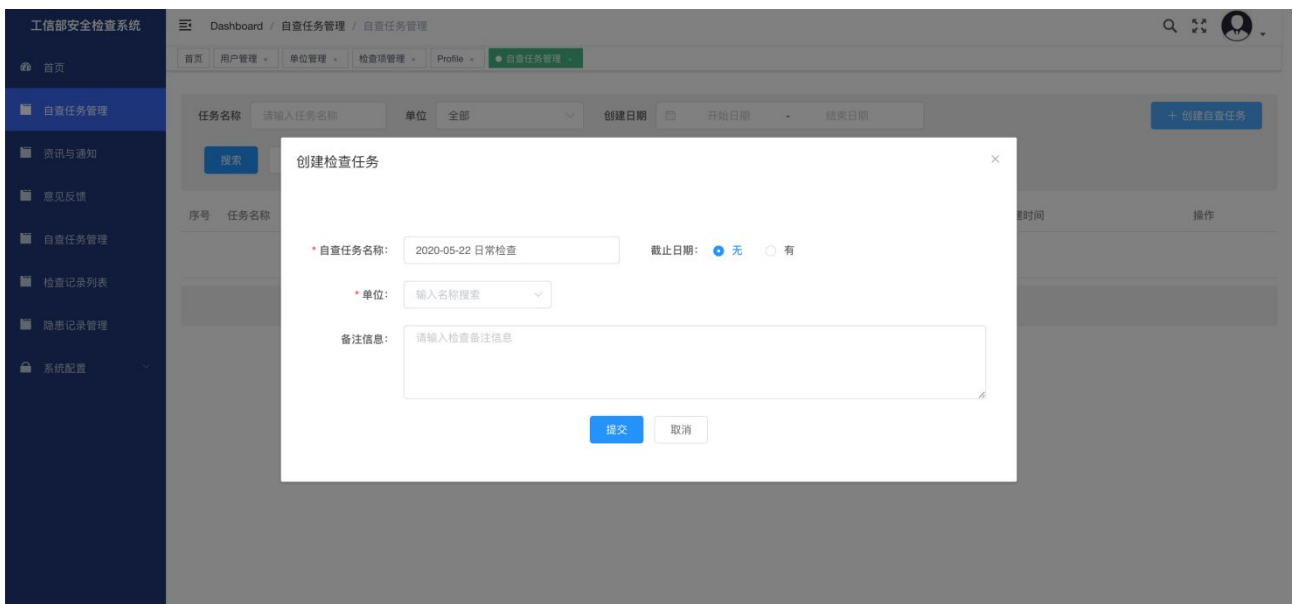 工信部安全检查系统
Dashboard / 自查任务管理 / 自查任务管理
首页 用户管理 × 单位管理 × 检查项管理 × Profile × ● 自查任务管理 ×
首页
自查任务管理
资讯与通知
意见反馈
自查任务管理
检查记录列表
隐患记录管理
系统配置
任务名称 请输入任务名称 单位 全部 创建日期 开始日期 - 结束日期 + 创建自查任务
搜索
序号 任务名称 建时间 操作
创建检查任务 ×
* 自查任务名称: 2020-05-22 日常检查 截止日期: 无 有
* 单位: 输入名称搜索
备注信息: 请输入检查备注信息
提交 取消